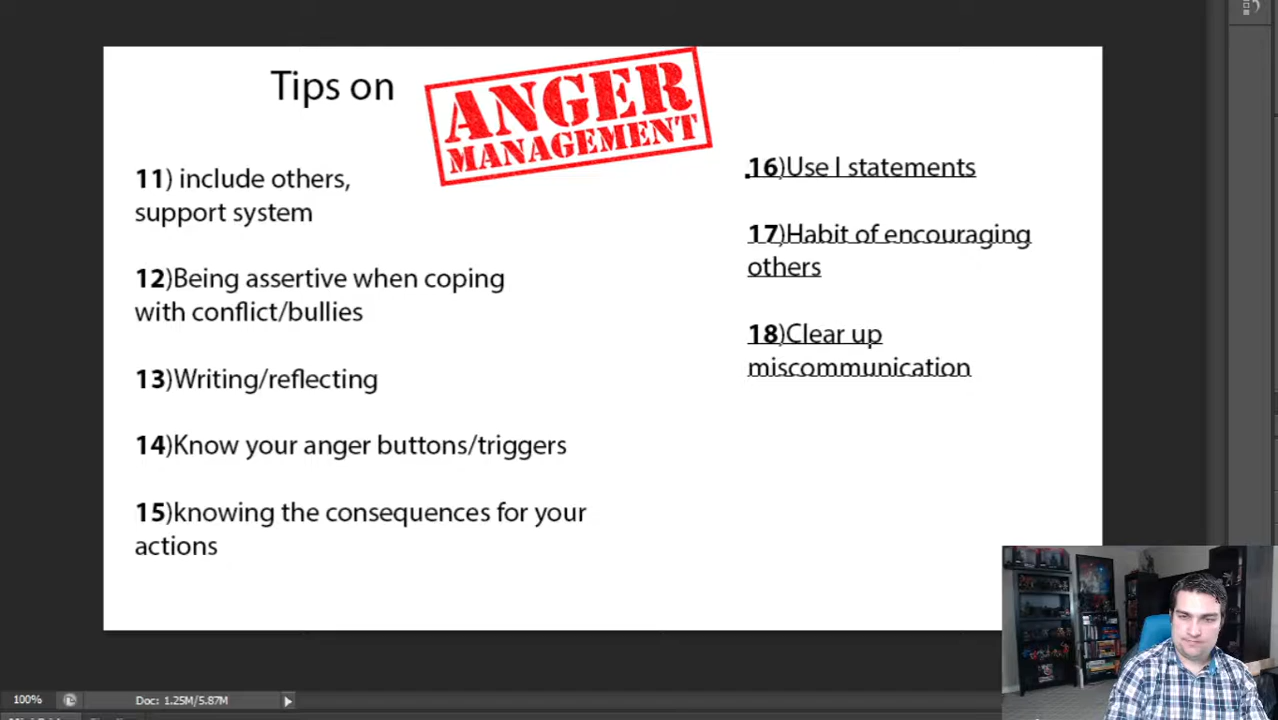 Tips on
ANGER
MANAGEMENT
11) include others,
support system
12)Being assertive when coping
with conflict/bullies
13)Writing/reflecting
14)Know your anger buttons/triggers
15)knowing the consequences for your
actions
16)Use I statements
17)Habit of encouraging
others
18)Clear up
miscommunication
100%
Doc: 1.25M/5.87M